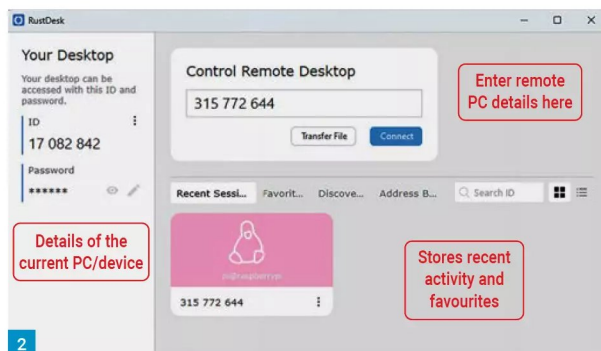 RustDesk
Your Desktop
Your desktop can be
accessed with this ID and
password.
ID
17 082 842
Password
******
Details of the
current PC/device
Control Remote Desktop
315 772 644
Transfer File
Connect
Enter remote
PC details here
Recent Sessi...
Favorit...
Discove...
Address B...
Search ID
pi@raspberrypi
315 772 644
Stores recent
activity and
favourites
2